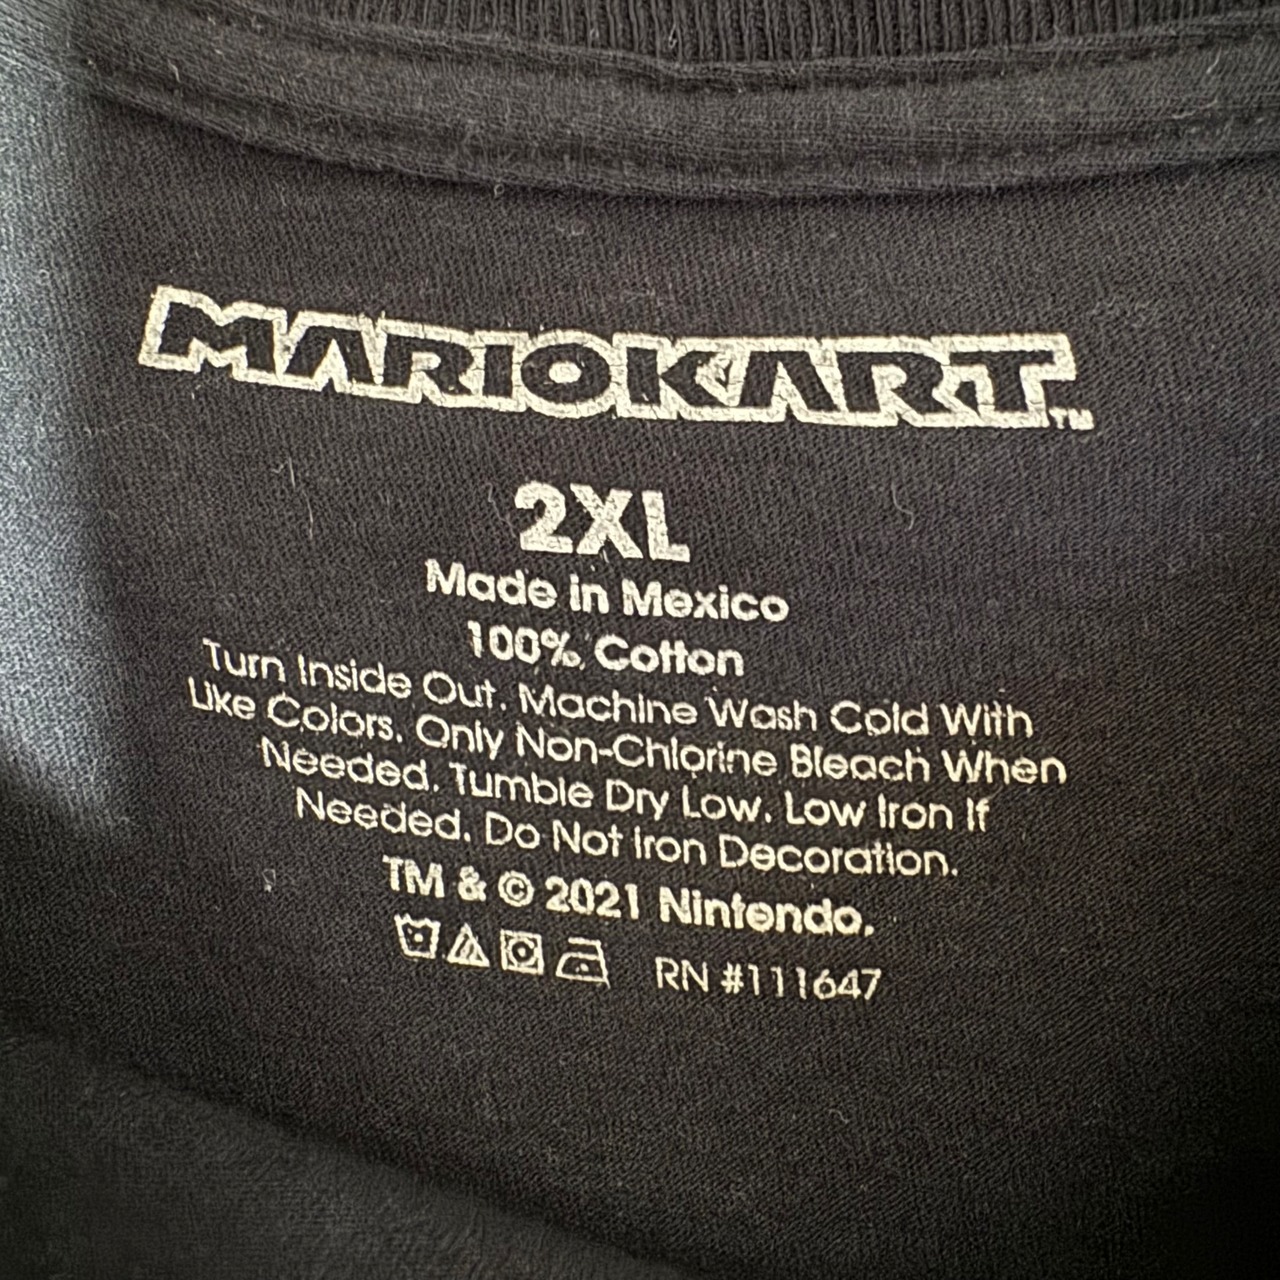 MARIOKART™
2XL
Made in Mexico
100% Cotton
Turn Inside Out. Machine Wash Cold With
Like Colors. Only Non-Chlorine Bleach When
Needed. Tumble Dry Low. Low Iron If
Needed. Do Not Iron Decoration.
TM & © 2021 Nintendo.
RN #111647